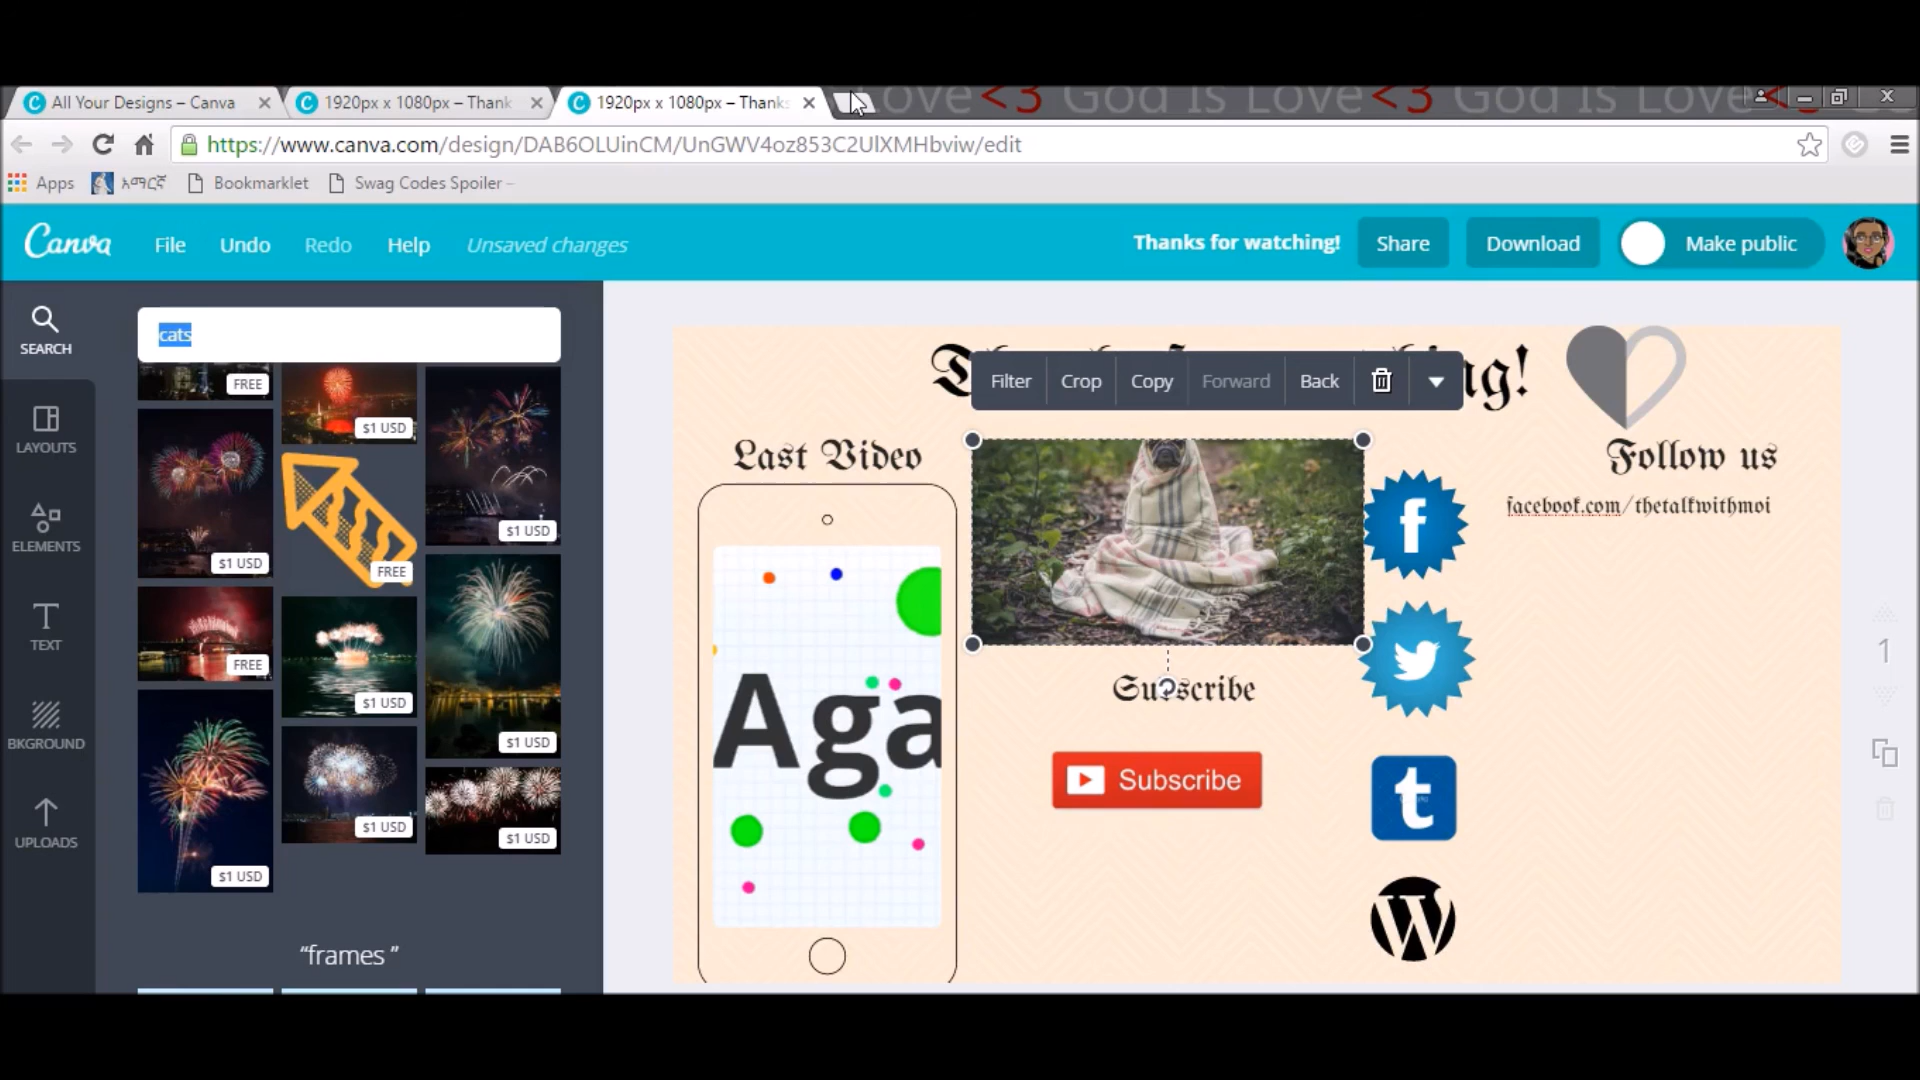 ove <3 God Is Love <3 God Is Love
All Your Designs – Canva
1920px x 1080px – Thank
1920px x 1080px – Thanks
https://www.canva.com/design/DAB6OLUinCM/UnGWV4oz853C2UlXMHbviw/edit
Apps
አማርኛ
Bookmarklet
Swag Codes Spoiler –
Canva
File
Undo
Redo
Help
Unsaved changes
Thanks for watching!
Share
Download
Make public
SEARCH
LAYOUTS
ELEMENTS
TEXT
BKGROUND
UPLOADS
cats
FREE
$1 USD
$1 USD
$1 USD
FREE
FREE
$1 USD
$1 USD
$1 USD
$1 USD
$1 USD
"frames "
Filter
Crop
Copy
Forward
Back
ng!
Last Video
Aga
Subscribe
Subscribe
Follow us
facebook.com/thetalkwithmoi
f
t
W
1